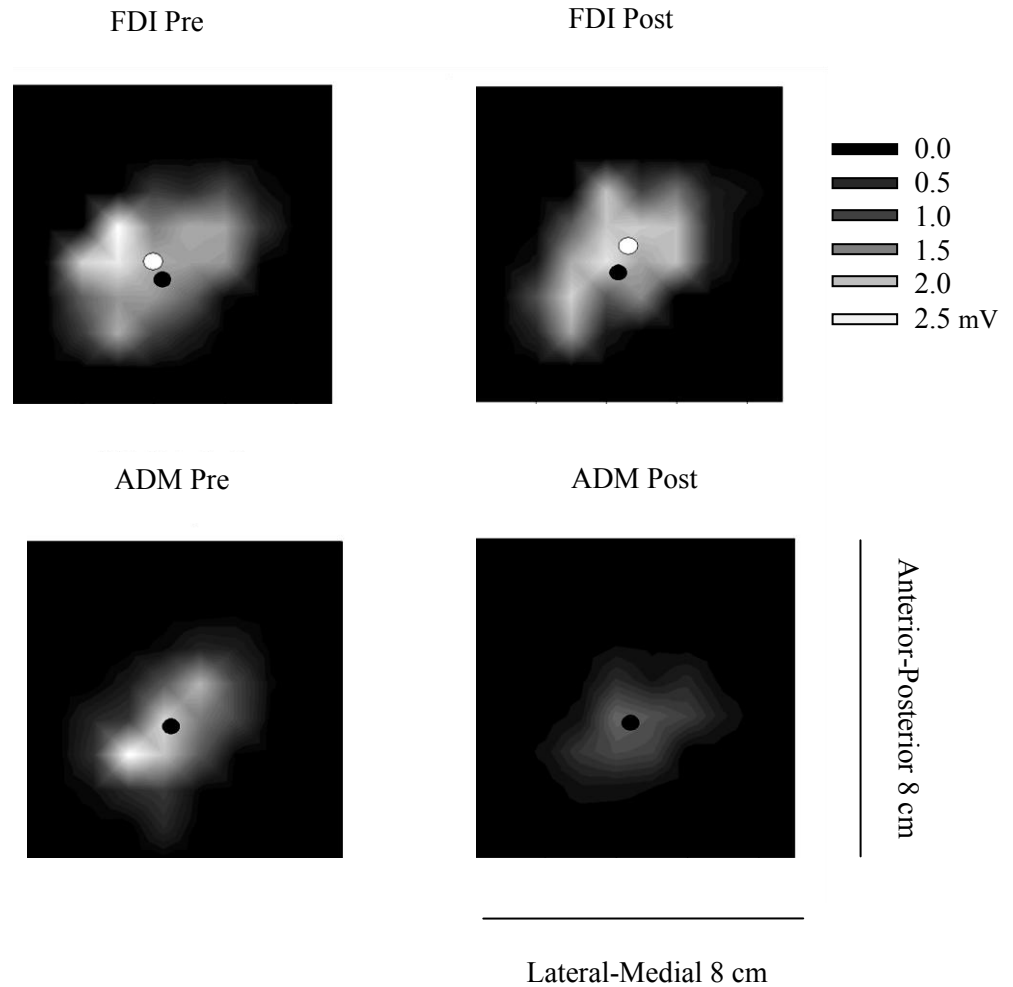 FDI Pre
FDI Post
0.0
0.5
1.0
1.5
2.0
2.5 mV
ADM Pre
ADM Post
Anterior-Posterior 8 cm
Lateral-Medial 8 cm